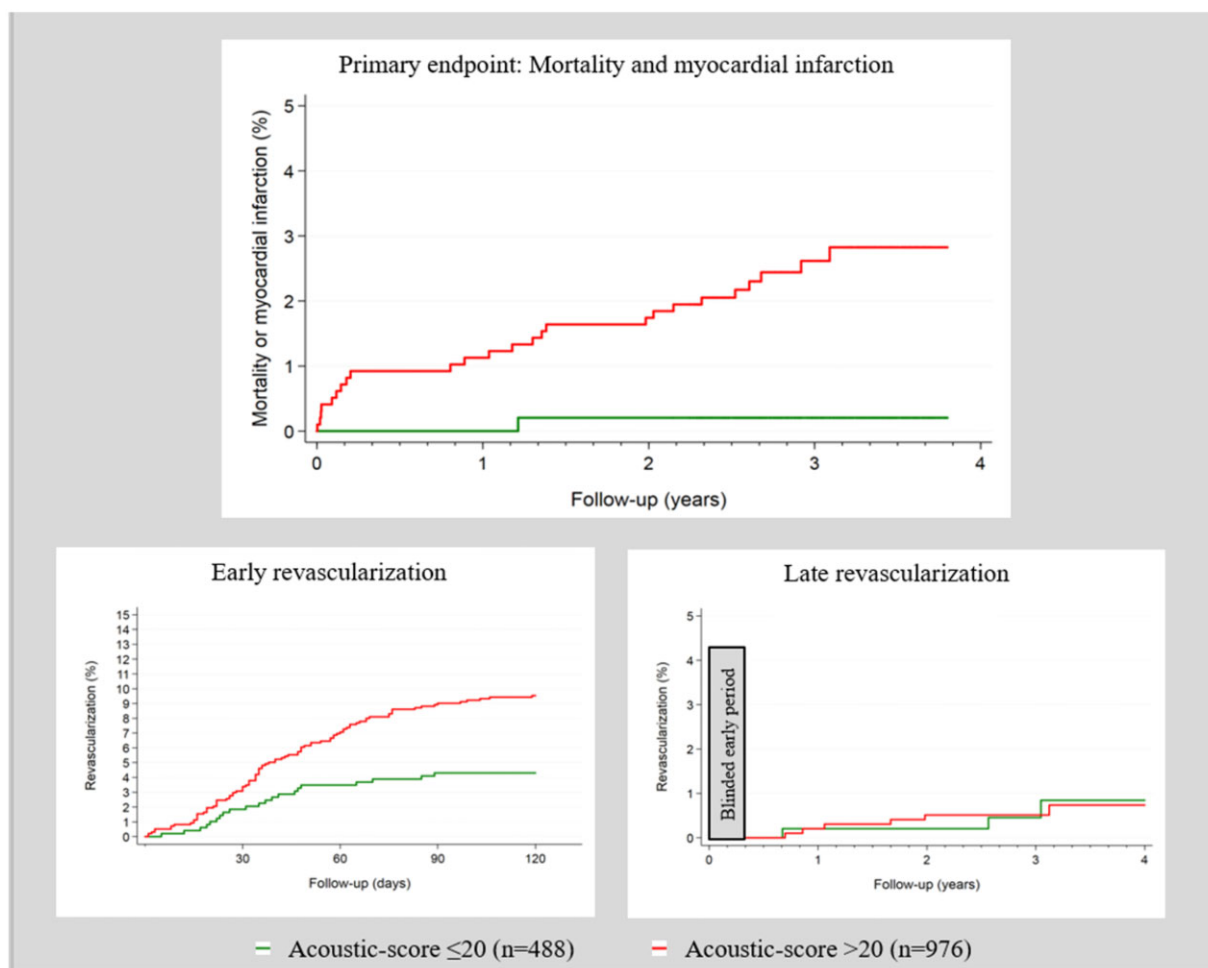 Primary endpoint: Mortality and myocardial infarction
Mortality or myocardial infarction (%)
5
4
3
2
1
0
0 1 2 3 4
Follow-up (years)
Early revascularization
Revascularization (%)
15
14
13
12
11
10
9
8
7
6
5
4
3
2
1
0
30 60 90 120
Follow-up (days)
Late revascularization
Revascularization (%)
5
4
3
2
1
0
Blinded early period
0 1 2 3 4
Follow-up (years)
Acoustic-score ≤20 (n=488) Acoustic-score >20 (n=976)